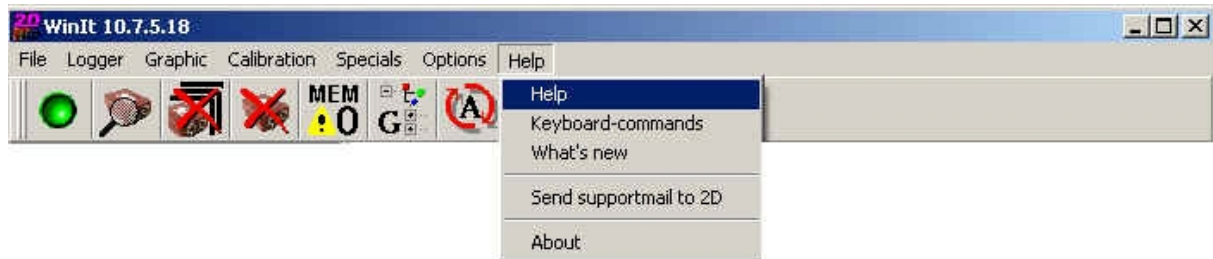 2D WinIt 10.7.5.18
File Logger Graphic Calibration Specials Options Help
MEM
0 G A
Help
Keyboard-commands
What's new
Send supportmail to 2D
About